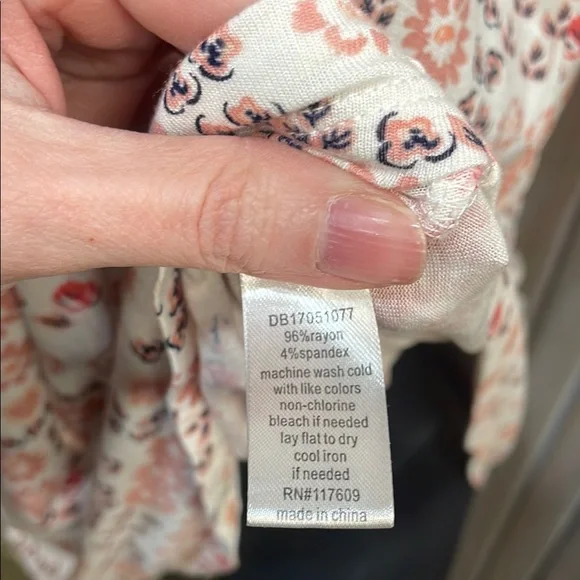 DB17051077
96%rayon
4%spandex
machine wash cold
with like colors
non-chlorine
bleach if needed
lay flat to dry
cool iron
if needed
RN#117609
made in china